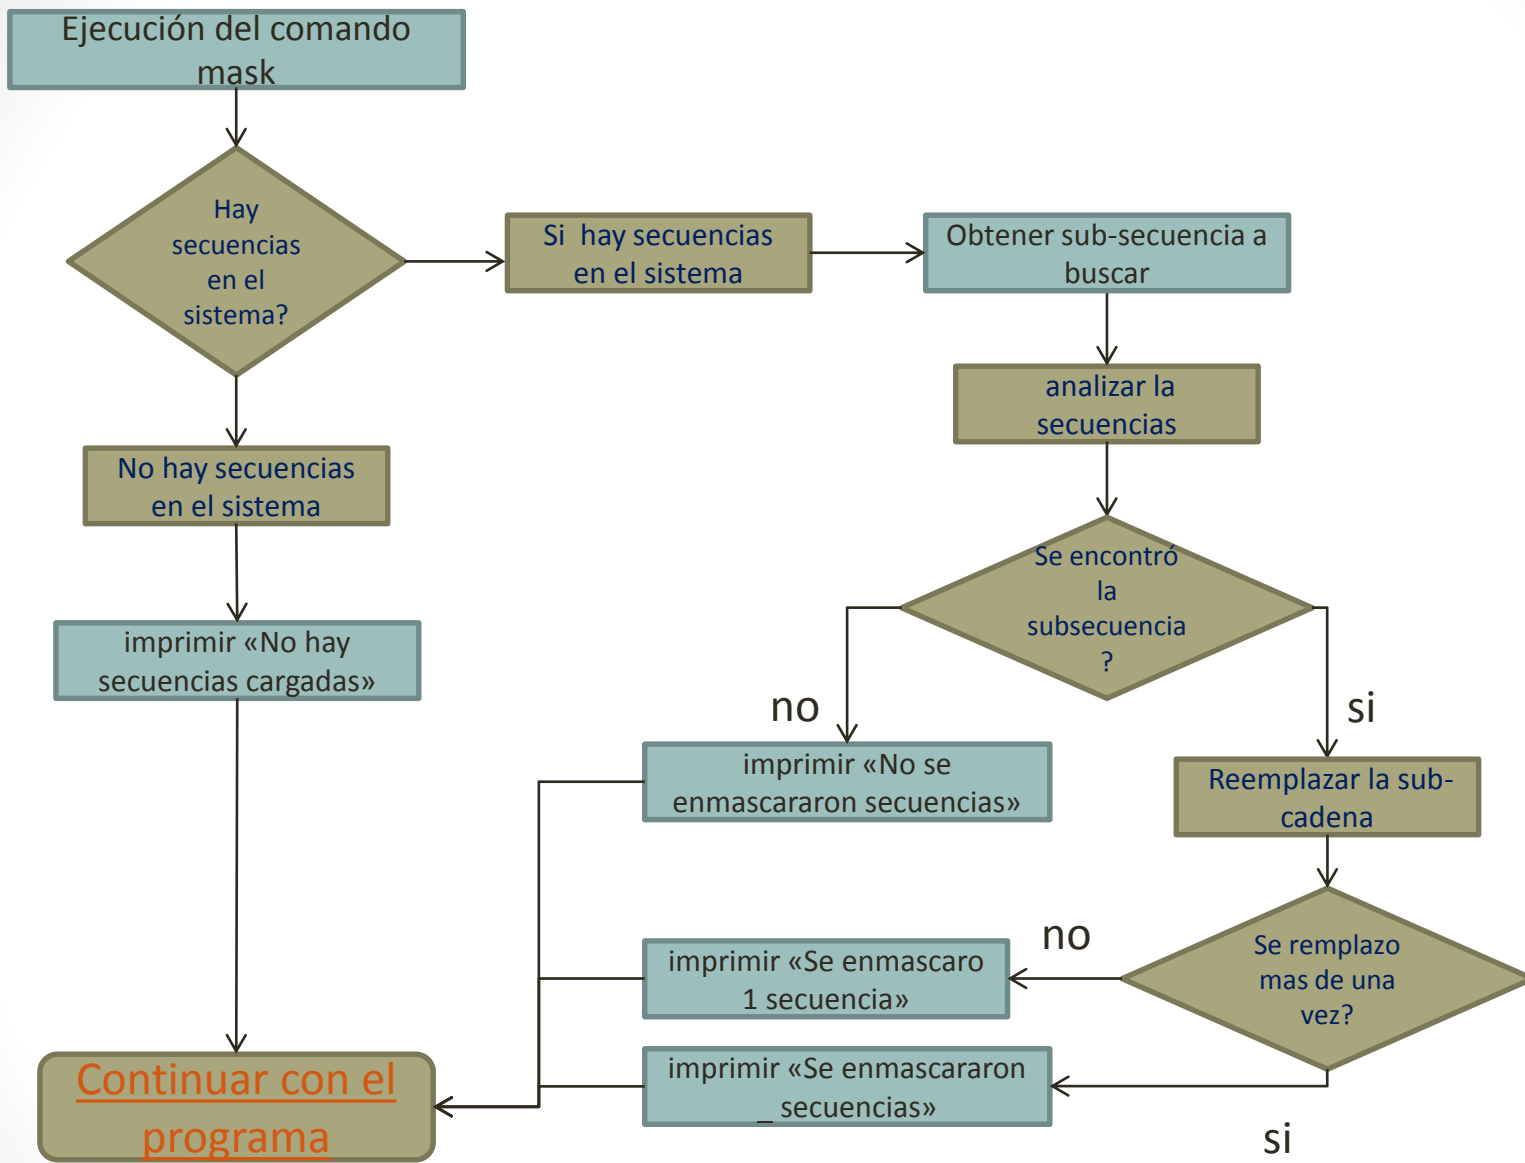 Ejecución del comando
mask
Hay
secuencias
en el
sistema?
Si hay secuencias
en el sistema
Obtener sub-secuencia a
buscar
analizar la
secuencias
No hay secuencias
en el sistema
Se encontró
la
subsecuencia
?
imprimir «No hay
secuencias cargadas»
no
si
imprimir «No se
enmascararon secuencias»
Reemplazar la sub-
cadena
no
imprimir «Se enmascaro
1 secuencia»
Se remplazo
mas de una
vez?
imprimir «Se enmascararon
_ secuencias»
si
Continuar con el
programa